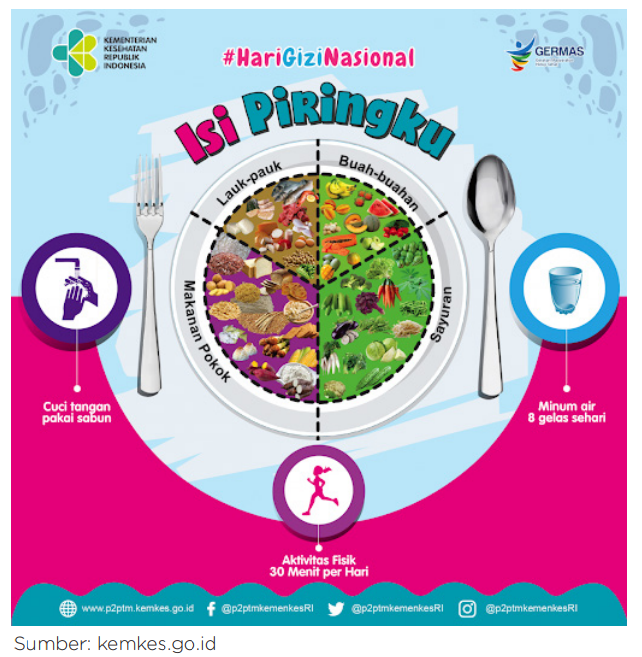 KEMENTERIAN
KESEHATAN
REPUBLIK
INDONESIA
#HariGiziNasional
GERMAS
Isi PiRingku
Lauk-pauk
Buah-buahan
Makanan Pokok
Sayuran
Cuci tangan
pakai sabun
Minum air
8 gelas sehari
Aktivitas Fisik
30 Menit per Hari
www.p2ptm.kemkes.go.id
@p2ptmkemenkesRI
@p2ptmkemenkesRI
@p2ptmkemenkesRI
Sumber: kemkes.go.id